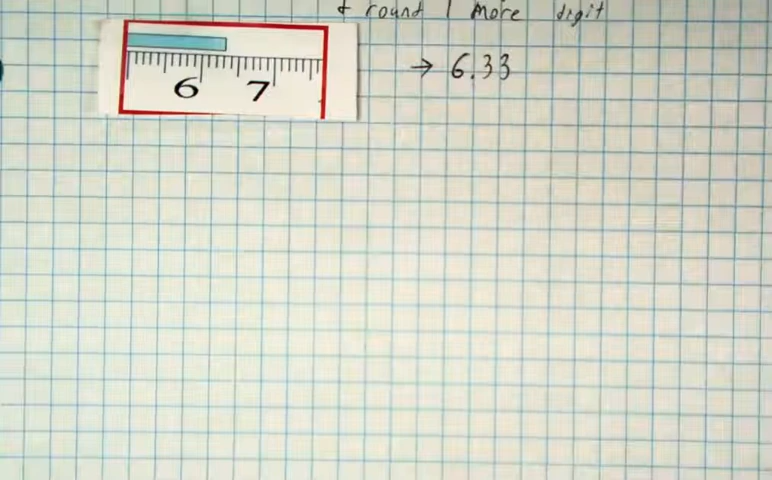 & round 1 more digit
6 7
→ 6.33